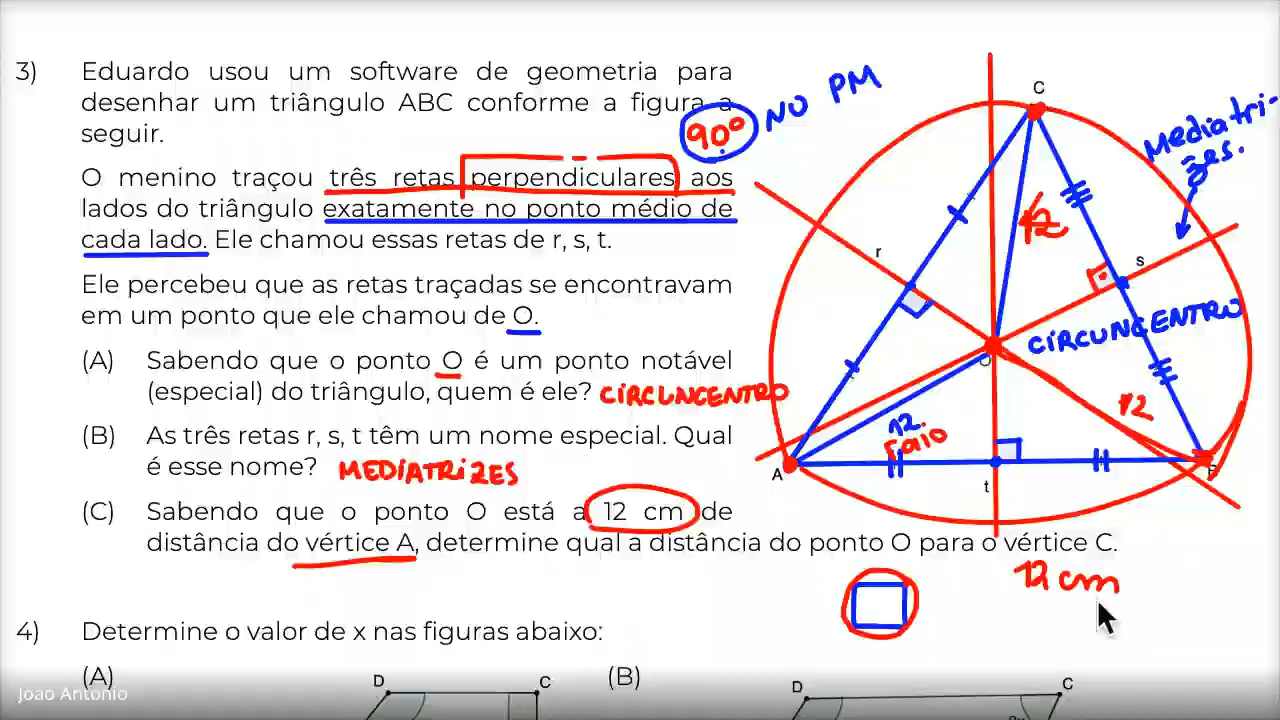 3) Eduardo usou um software de geometria para
desenhar um triângulo ABC conforme a figura a
seguir.
90º NO PM
O menino traçou três retas perpendiculares aos
lados do triângulo exatamente no ponto médio de
cada lado. Ele chamou essas retas de r, s, t.
Ele percebeu que as retas traçadas se encontravam
em um ponto que ele chamou de O.
(A) Sabendo que o ponto O é um ponto notável
(especial) do triângulo, quem é ele? CIRCUNCENTRO
(B) As três retas r, s, t têm um nome especial. Qual
é esse nome? MEDIATRIZES
(C) Sabendo que o ponto O está a 12 cm de
distância do vértice A, determine qual a distância do ponto O para o vértice C.
12 cm
C
Mediatri-
zes.
12
r
s
CIRCUNCENTRO
O
12
12.
raio
A
B
t
4) Determine o valor de x nas figuras abaixo:
(A)
(B)
D
C
D
C
Joao Antonio